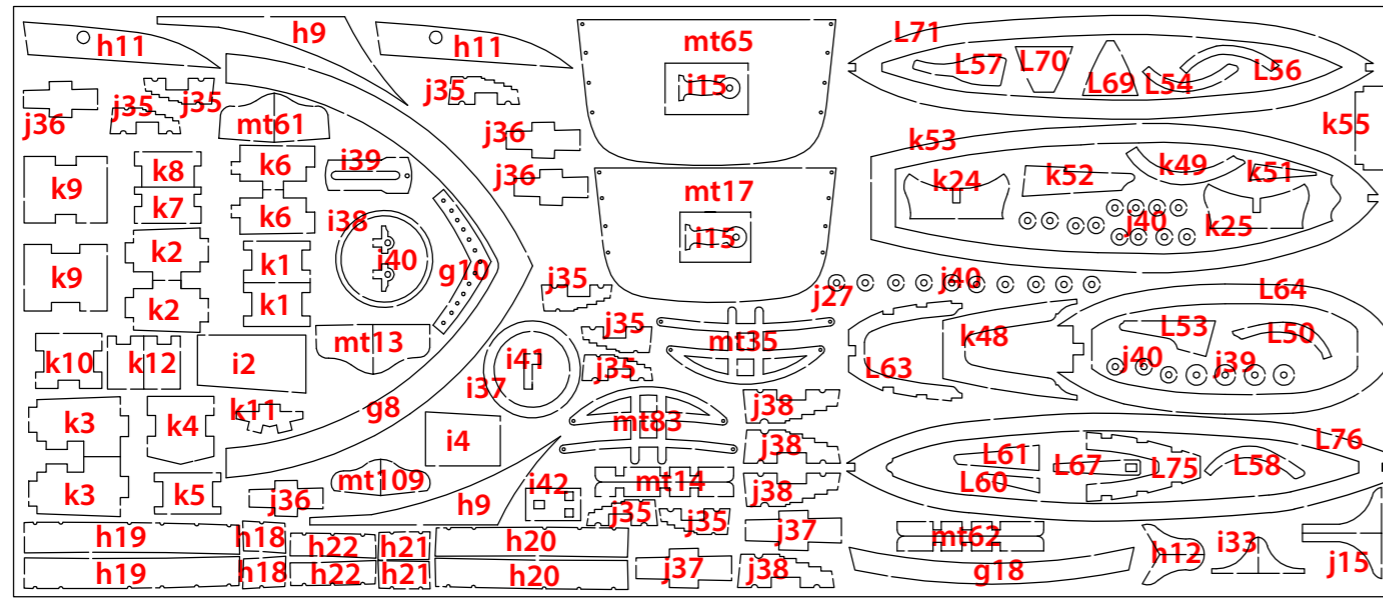 h11
h9
h11
mt65
L71
L57
L70
L69
L54
L56
i15
j36
j35
j35
j35
mt61
j36
k53
k55
k9
k8
k6
i39
j36
mt17
k24
k52
k49
k51
k7
k6
i38
i15
j40
k25
k9
k2
k1
i40
g10
j35
j27
j40
L64
k2
k1
j35
mt35
k48
L53
L50
k10
k12
i2
mt13
i41
i37
j35
L63
j40
j39
k3
k4
k11
g8
i4
mt83
j38
j38
L61
L67
L75
L58
L76
k3
k5
j36
mt109
h9
i42
mt14
j38
L60
j35
j35
h19
h18
h22
h21
h20
j37
mt62
h12
i33
j15
h19
h18
h22
h21
h20
j37
j38
g18